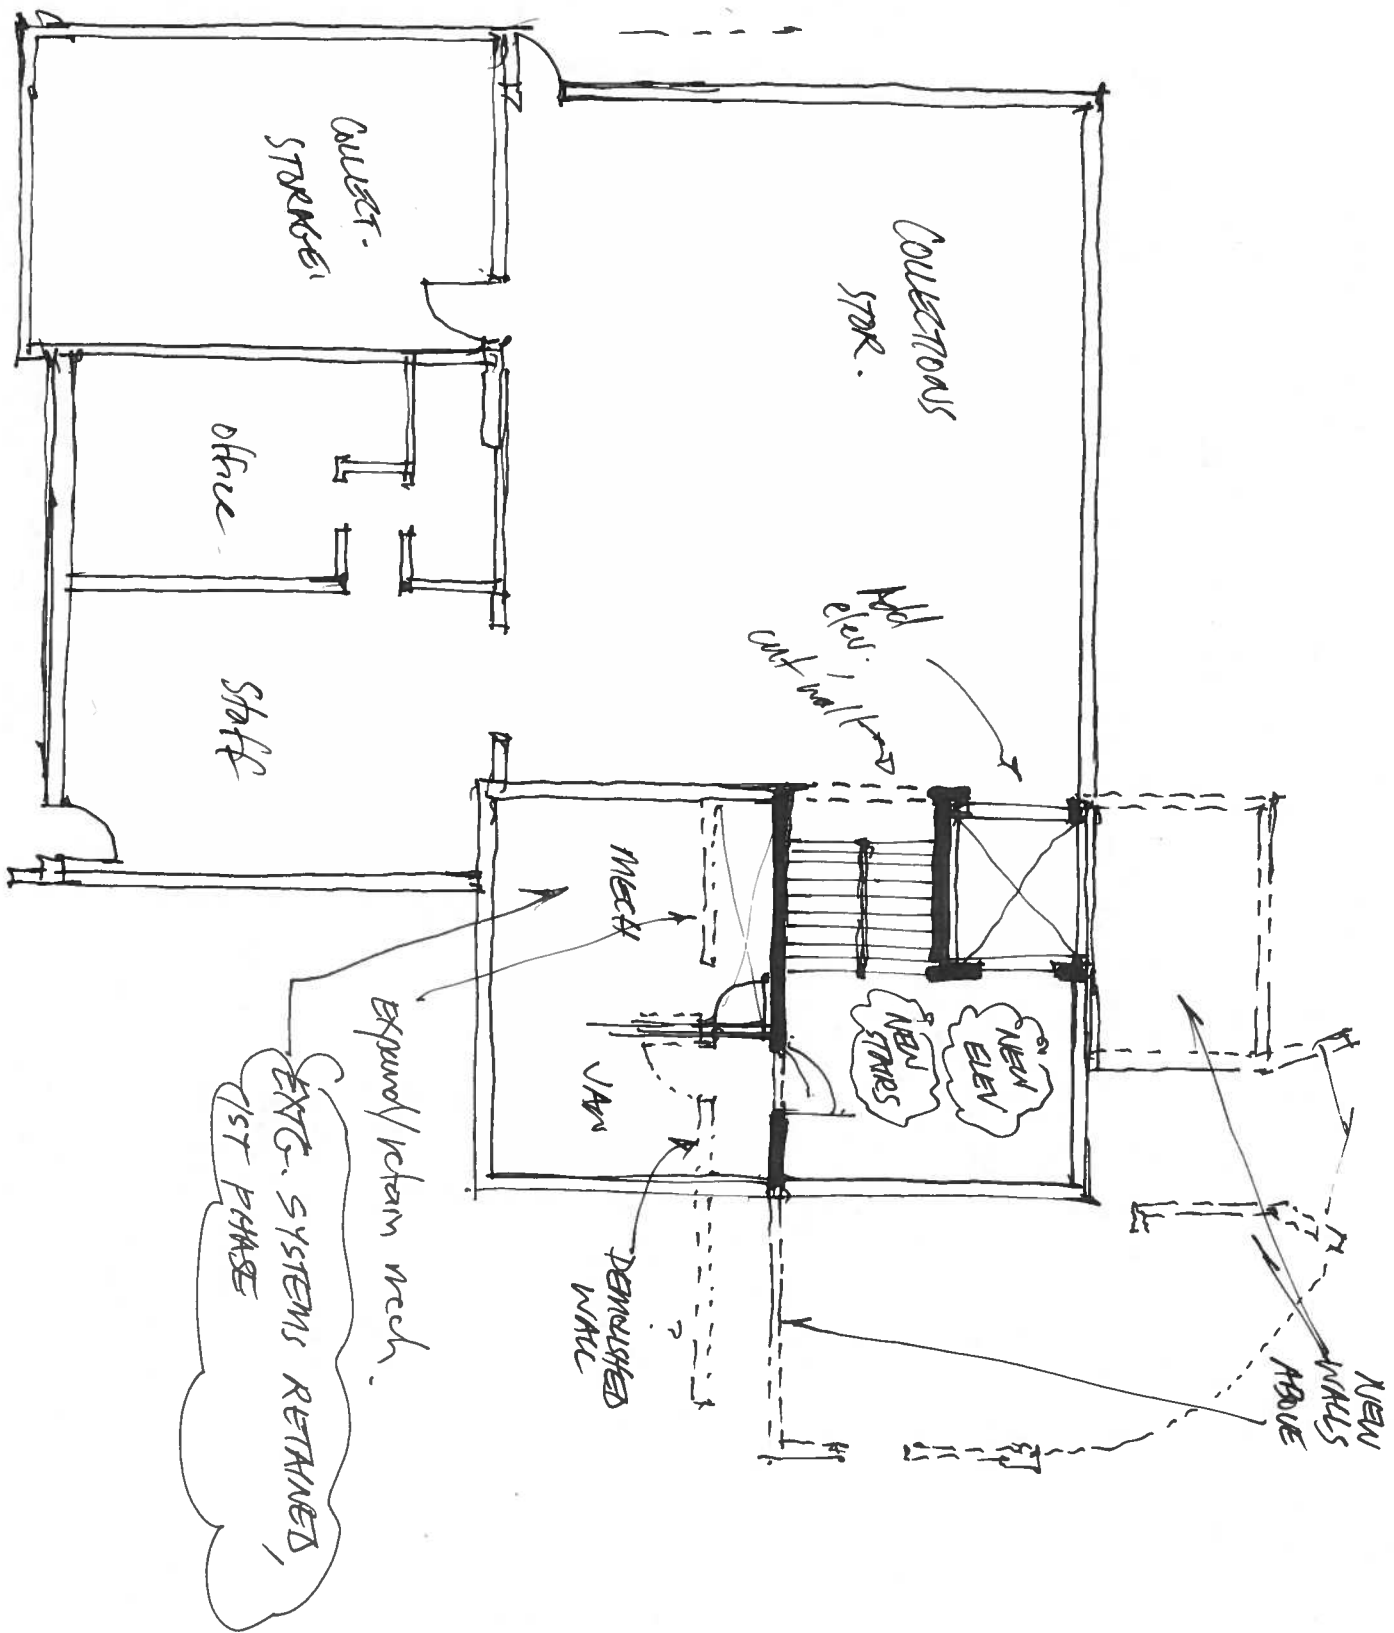 COLLECT.
STORAGE
COLLECTIONS
STOR.
office
Staff
Add
elev.,
cut wall
MECH
JAN
NEW
ELEV
NEW
STAIRS
expand/retain mech.
EXTG. SYSTEMS RETAINED,
1ST PHASE
DEMOLISHED
WALL
?
NEW
WALLS
ABOVE